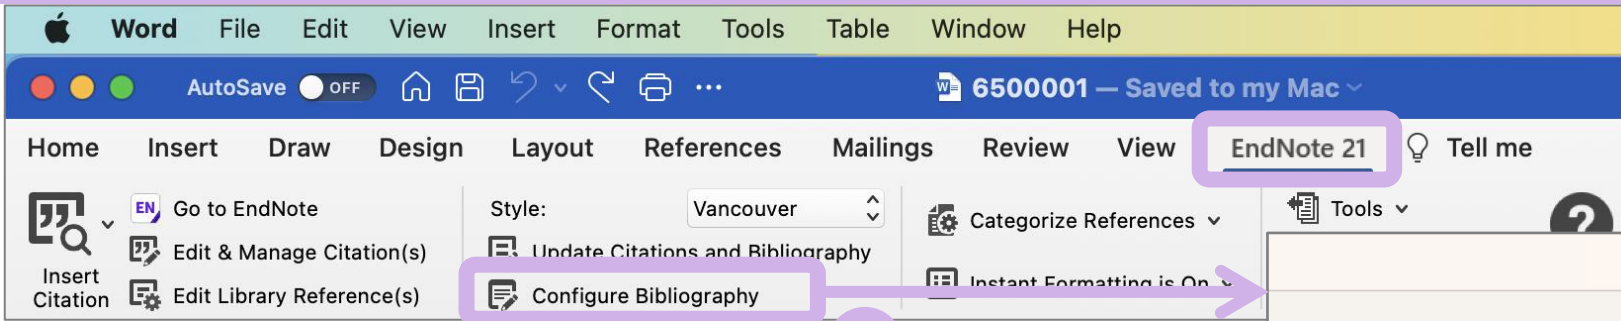 Word File Edit View Insert Format Tools Table Window Help
AutoSave OFF 6500001 — Saved to my Mac
Home Insert Draw Design Layout References Mailings Review View EndNote 21 Tell me
Insert Citation
EN Go to EndNote
Edit & Manage Citation(s)
Edit Library Reference(s)
Style: Vancouver
Update Citations and Bibliography
Configure Bibliography
Categorize References
Instant Formatting is On
Tools
?